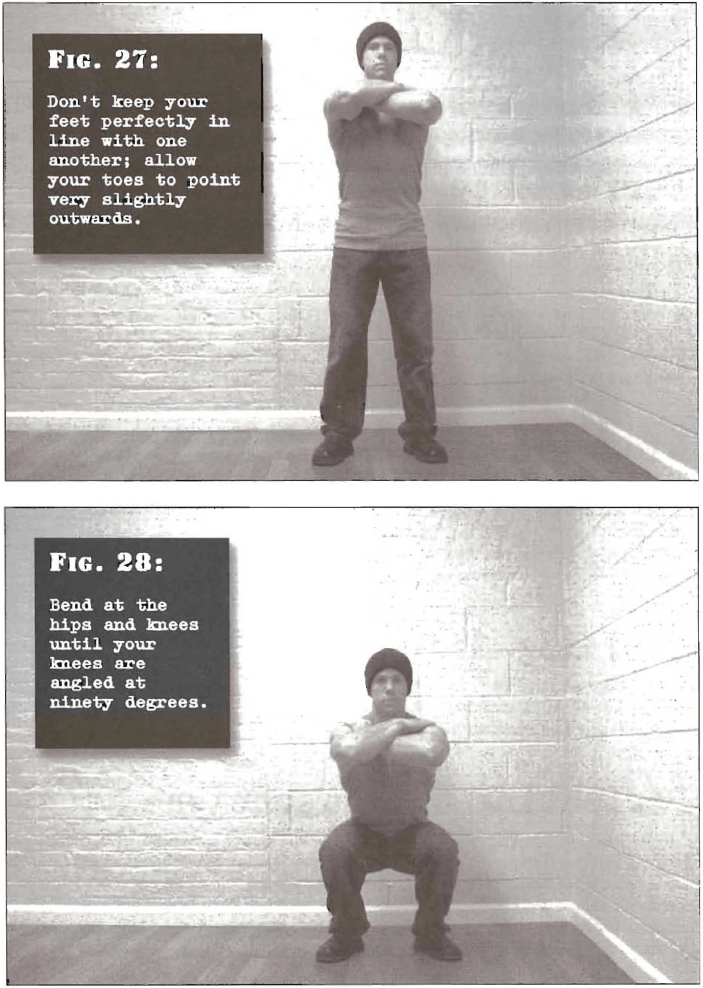 FIG. 27:
Don't keep your
feet perfectly in
line with one
another; allow
your toes to point
very slightly
outwards.
FIG. 28:
Bend at the
hips and knees
until your
knees are
angled at
ninety degrees.